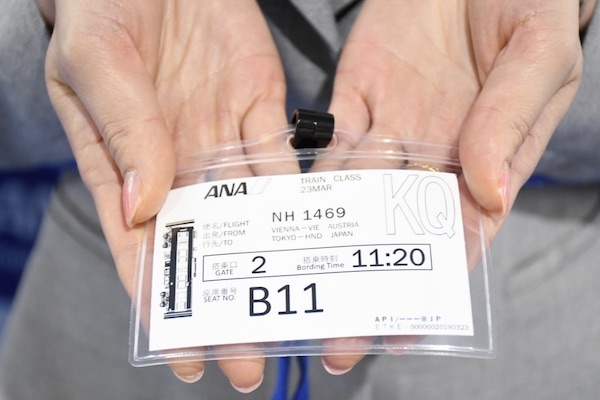 ANA
TRAIN CLASS
23MAR
KQ
便名/FLIGHT NH 1469
出発/FROM VIENNA-VIE AUSTRIA
行先/TO TOKYO-HND JAPAN
搭乗口 GATE 2 搭乗時刻 Bording Time 11:20
座席番号 SEAT NO. B11
ETKE 00000020190323